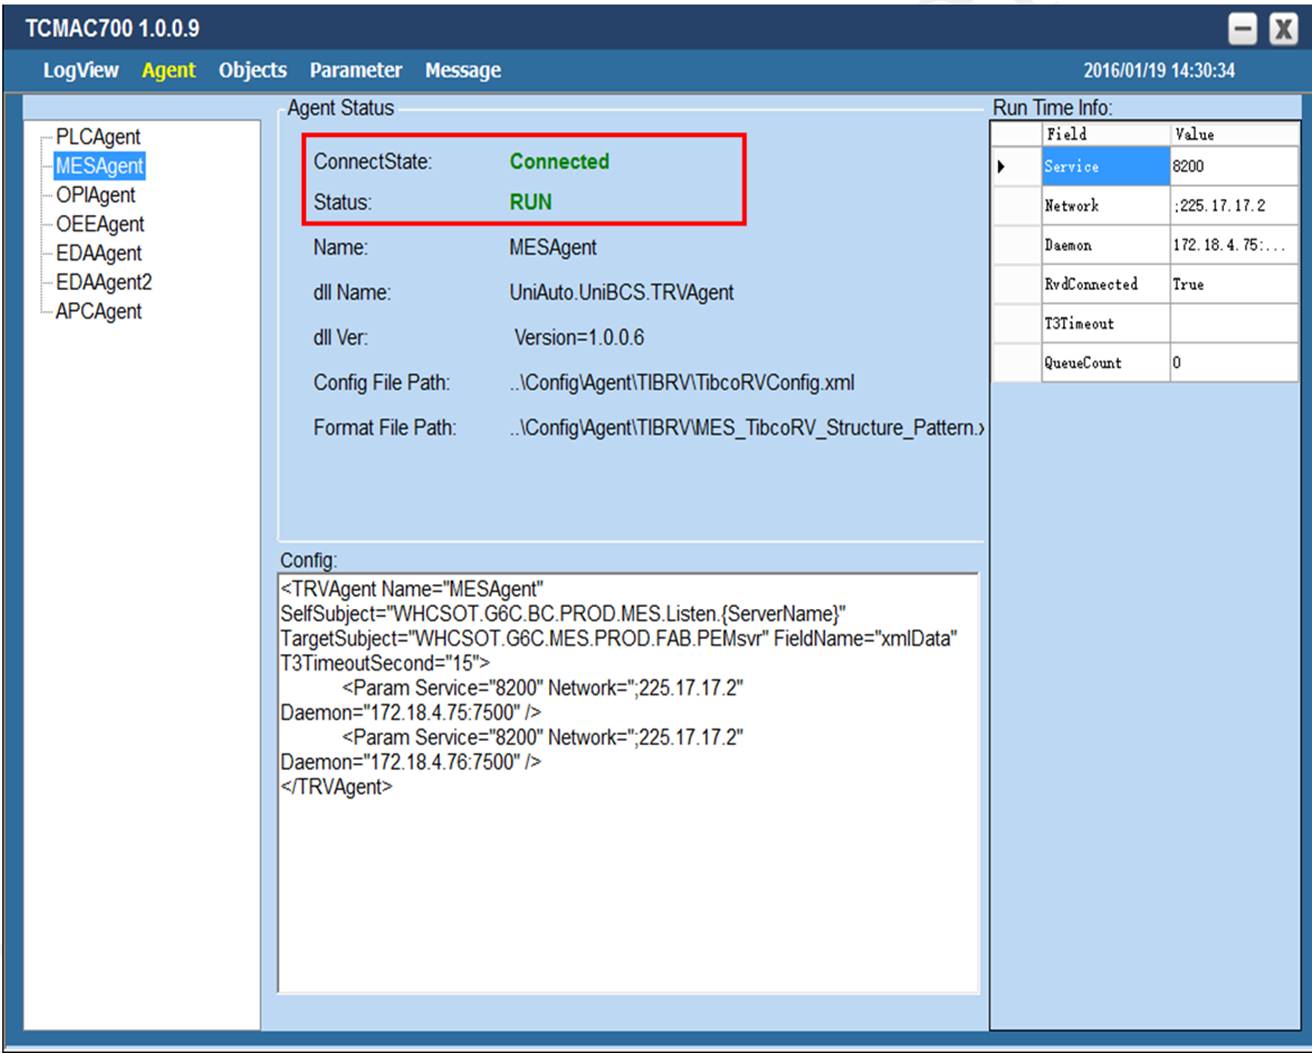 TCMAC700 1.0.0.9
LogView Agent Objects Parameter Message 2016/01/19 14:30:34
PLCAgent
MESAgent
OPIAgent
OEEAgent
EDAAgent
EDAAgent2
APCAgent
Agent Status
ConnectState: Connected
Status: RUN
Name: MESAgent
dll Name: UniAuto.UniBCS.TRVAgent
dll Ver: Version=1.0.0.6
Config File Path: ..\Config\Agent\TIBRV\TibcoRVConfig.xml
Format File Path: ..\Config\Agent\TIBRV\MES_TibcoRV_Structure_Pattern.x
Config:
<TRVAgent Name="MESAgent"
SelfSubject="WHCSOT.G6C.BC.PROD.MES.Listen.{ServerName}"
TargetSubject="WHCSOT.G6C.MES.PROD.FAB.PEMsvr" FieldName="xmlData"
T3TimeoutSecond="15">
<Param Service="8200" Network=";225.17.17.2"
Daemon="172.18.4.75:7500" />
<Param Service="8200" Network=";225.17.17.2"
Daemon="172.18.4.76:7500" />
</TRVAgent>
Run Time Info:
Field Value
Service 8200
Network ;225.17.17.2
Daemon 172.18.4.75:...
RvdConnected True
T3Timeout
QueueCount 0